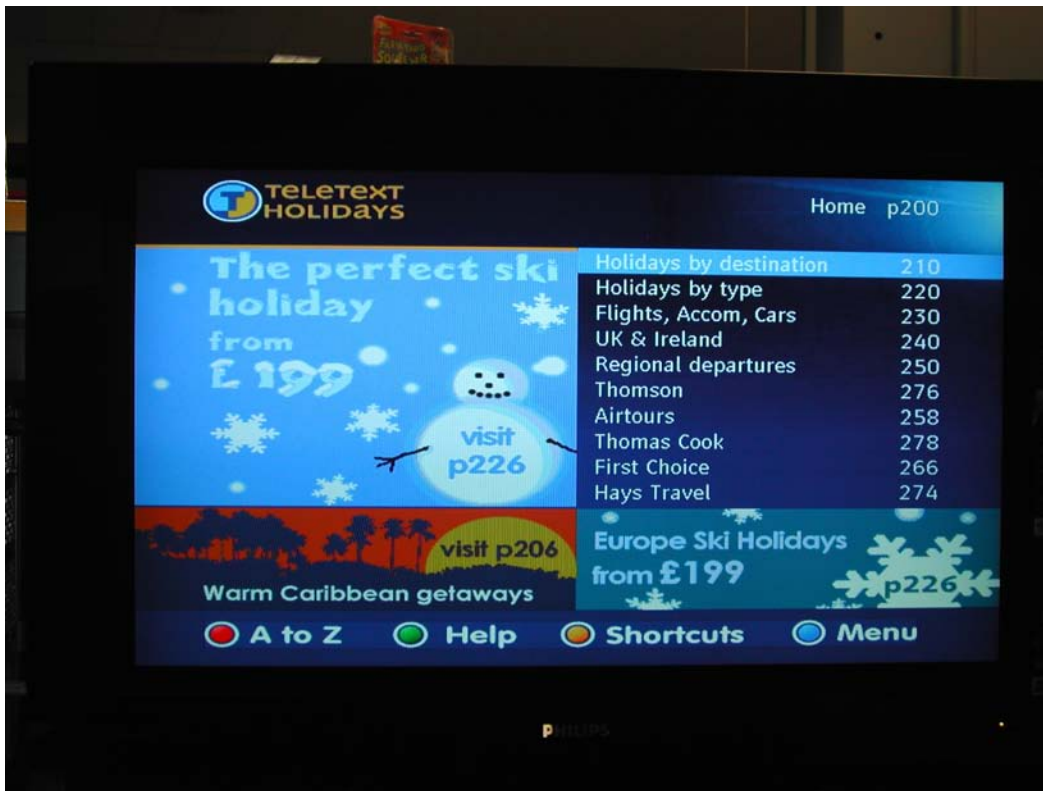 TELETEXT
HOLIDAYS
Home p200
The perfect ski
holiday
from
£199
visit
p226
Holidays by destination 210
Holidays by type 220
Flights, Accom, Cars 230
UK & Ireland 240
Regional departures 250
Thomson 276
Airtours 258
Thomas Cook 278
First Choice 266
Hays Travel 274
visit p206
Warm Caribbean getaways
Europe Ski Holidays
from £199
p226
A to Z Help Shortcuts Menu
PHILIPS